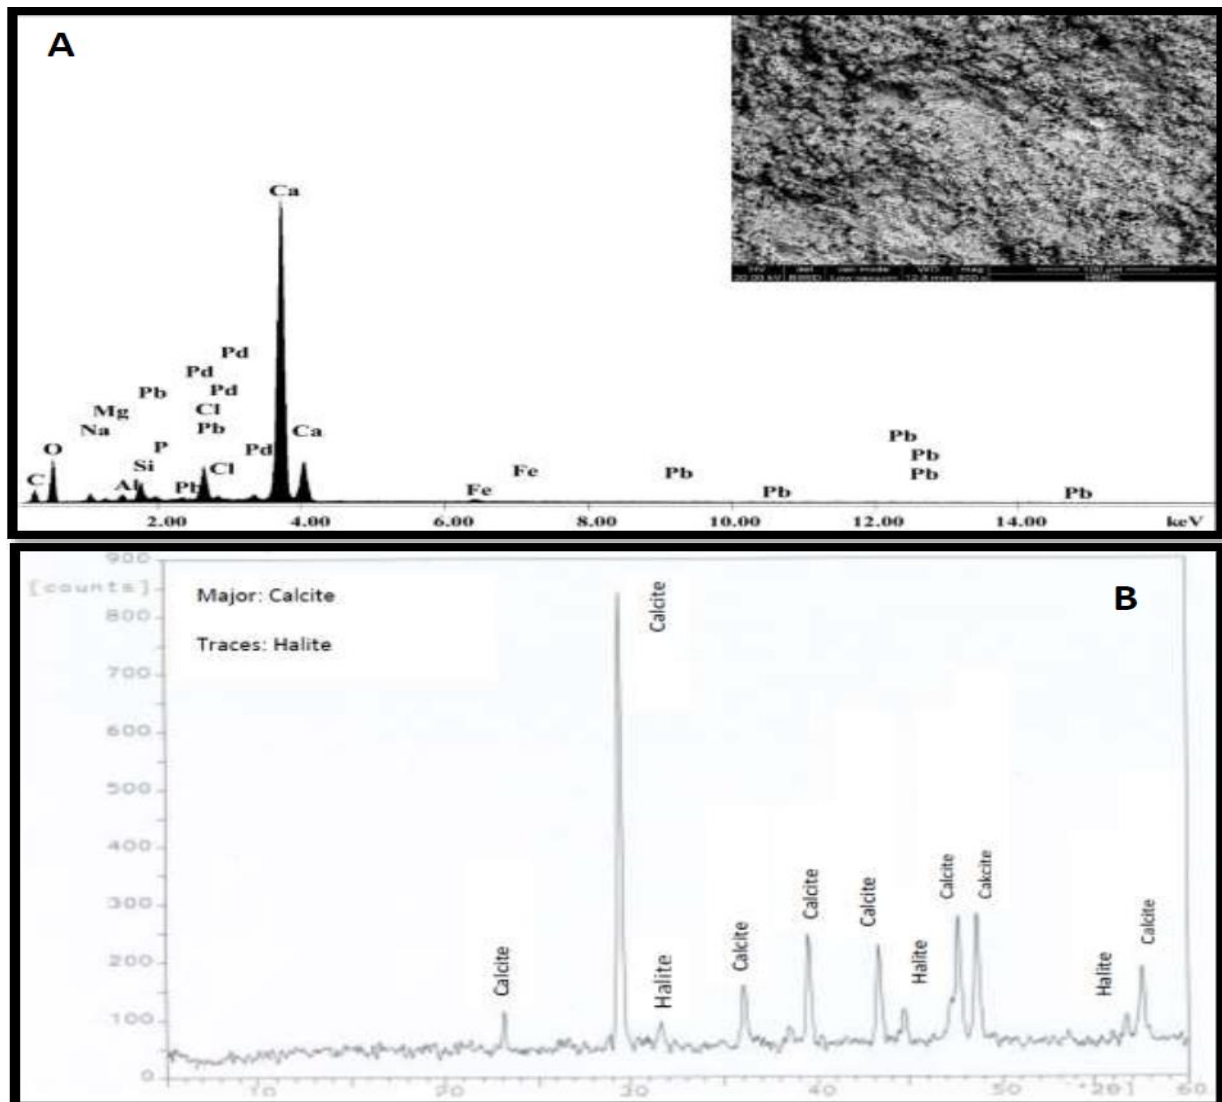 A
Ca
Pd
Pd
Pb
Pd
Mg
Cl
Na
Pb
Ca
Pb
O
P
Pd
Pb
Si
Cl
Fe
Pb
Pb
C
Al
Pb
Fe
Pb
Pb
2.00 4.00 6.00 8.00 10.00 12.00 14.00 keV
900
[counts]
B
Major: Calcite
Calcite
800
Traces: Halite
700
600
500
400
Calcite
Cakcite
Calcite
Calcite
300
Calcite
Calcite
Halite
Calcite
Halite
Halite
200
Calcite
100
0
10 20 30 40 50 °2θ] 60